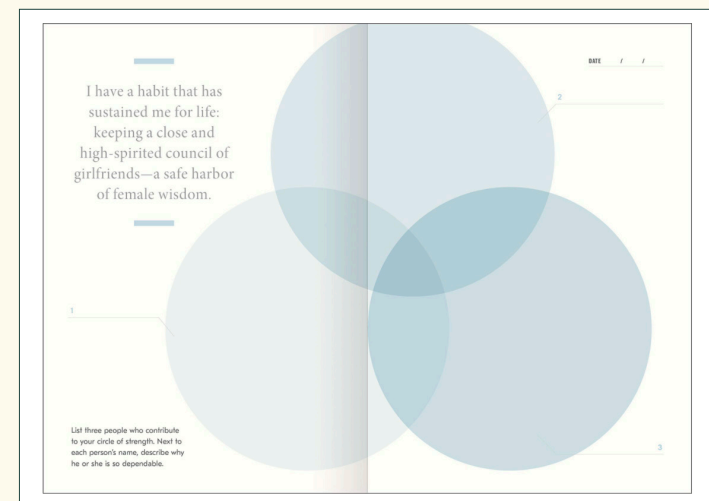 I have a habit that has
sustained me for life:
keeping a close and
high-spirited council of
girlfriends—a safe harbor
of female wisdom.
DATE / /
2
1
List three people who contribute
to your circle of strength. Next to
each person's name, describe why
he or she is so dependable.
3